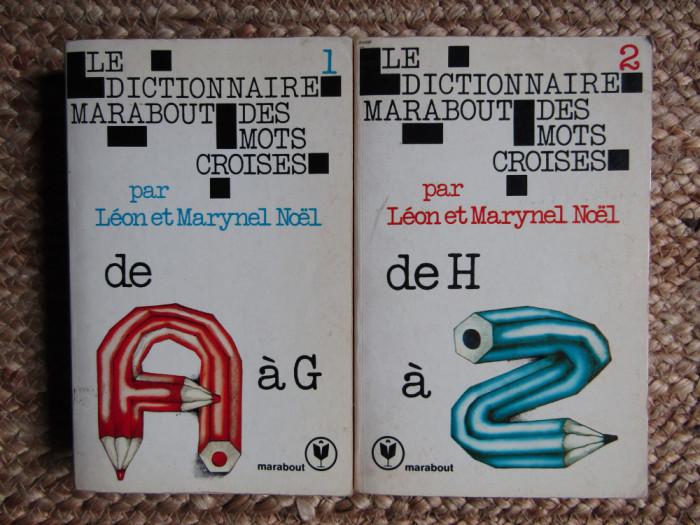 1
LE
DICTIONNAIRE
MARABOUT DES
MOTS
CROISES
par
Léon et Marynel Noël
de
A
à G
marabout
2
LE
DICTIONNAIRE
MARABOUT DES
MOTS
CROISES
par
Léon et Marynel Noël
de H
à Z
marabout